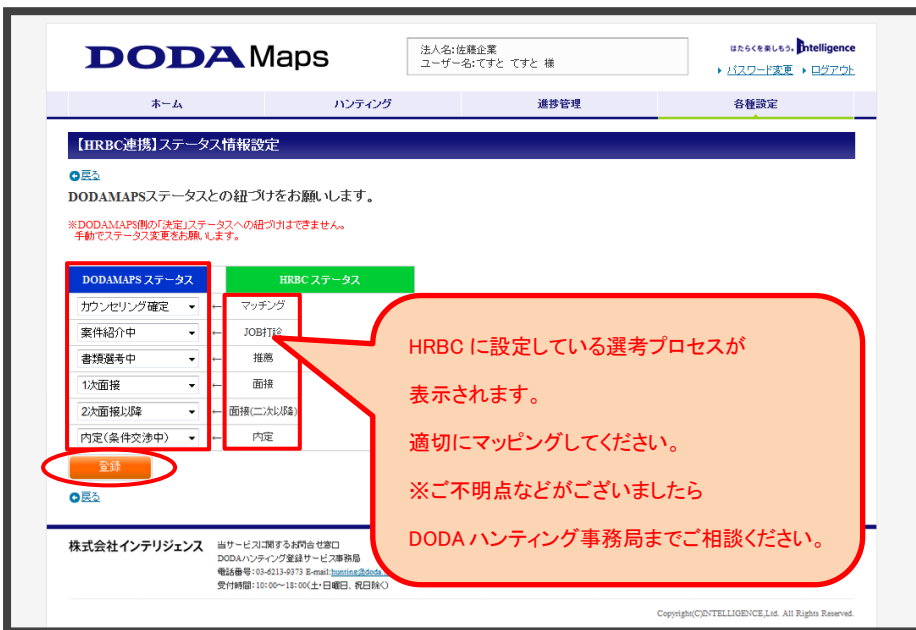 DODA Maps
法人名:佐藤企業
ユーザー名:てすと てすと 様
はたらくを楽しもう。Intelligence
パスワード変更 ログアウト
ホーム ハンティング 進捗管理 各種設定
【HRBC連携】ステータス情報設定
戻る
DODAMAPSステータスとの紐づけをお願いします。
※DODAMAPS側の「決定」ステータスへの紐づけはできません。
手動でステータス変更をお願いします。
DODAMAPS ステータス HRBC ステータス
カウンセリング確定 ← マッチング
案件紹介中 ← JOB打診
書類選考中 ← 推薦
1次面接 ← 面接
2次面接以降 ← 面接(二次以降)
内定(条件交渉中) ← 内定
登録
戻る
HRBC に設定している選考プロセスが
表示されます。
適切にマッピングしてください。
※ご不明点などがございましたら
DODA ハンティング事務局までご相談ください。
株式会社インテリジェンス
当サービスに関するお問合せ窓口
DODAハンティング登録サービス事務局
電話番号:03-6213-9373 E-mail:hunting@doda
受付時間:10:00～18:00(土・日曜日、祝日除く)
Copyright(C)INTELLIGENCE,Ltd. All Rights Reserved.